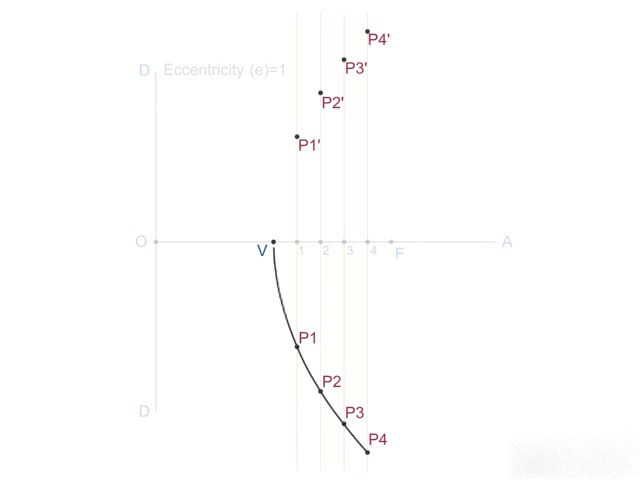 P4'
D Eccentricity (e)=1
P3'
P2'
P1'
O A
V 1 2 3 4 F
P1
P2
D P3
P4